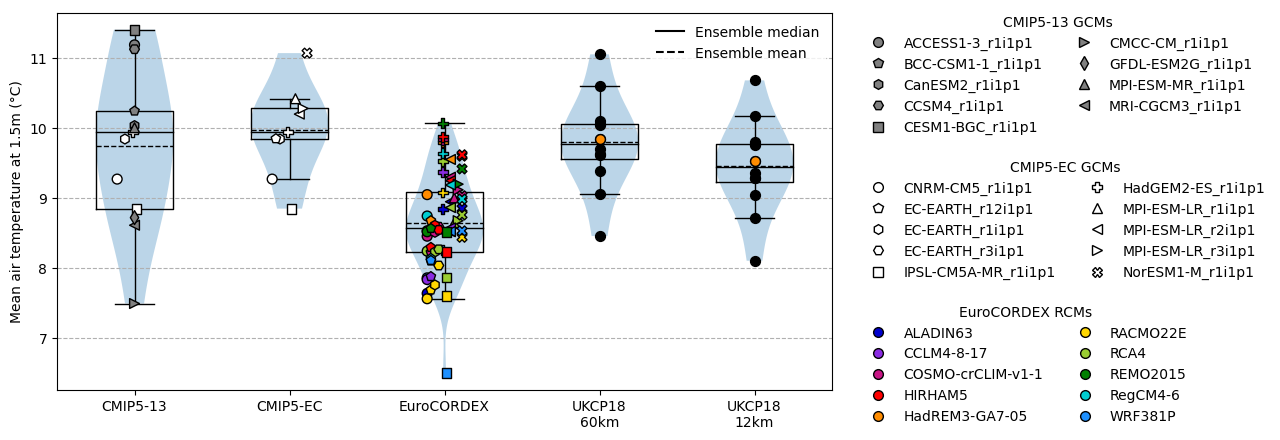 Mean air temperature at 1.5m (°C)
11
10
9
8
7
CMIP5-13
CMIP5-EC
EuroCORDEX
UKCP18
60km
UKCP18
12km
Ensemble median
Ensemble mean
CMIP5-13 GCMs
ACCESS1-3_r1i1p1
BCC-CSM1-1_r1i1p1
CanESM2_r1i1p1
CCSM4_r1i1p1
CESM1-BGC_r1i1p1
CMCC-CM_r1i1p1
GFDL-ESM2G_r1i1p1
MPI-ESM-MR_r1i1p1
MRI-CGCM3_r1i1p1
CMIP5-EC GCMs
CNRM-CM5_r1i1p1
EC-EARTH_r12i1p1
EC-EARTH_r1i1p1
EC-EARTH_r3i1p1
IPSL-CM5A-MR_r1i1p1
HadGEM2-ES_r1i1p1
MPI-ESM-LR_r1i1p1
MPI-ESM-LR_r2i1p1
MPI-ESM-LR_r3i1p1
NorESM1-M_r1i1p1
EuroCORDEX RCMs
ALADIN63
CCLM4-8-17
COSMO-crCLIM-v1-1
HIRHAM5
HadREM3-GA7-05
RACMO22E
RCA4
REMO2015
RegCM4-6
WRF381P